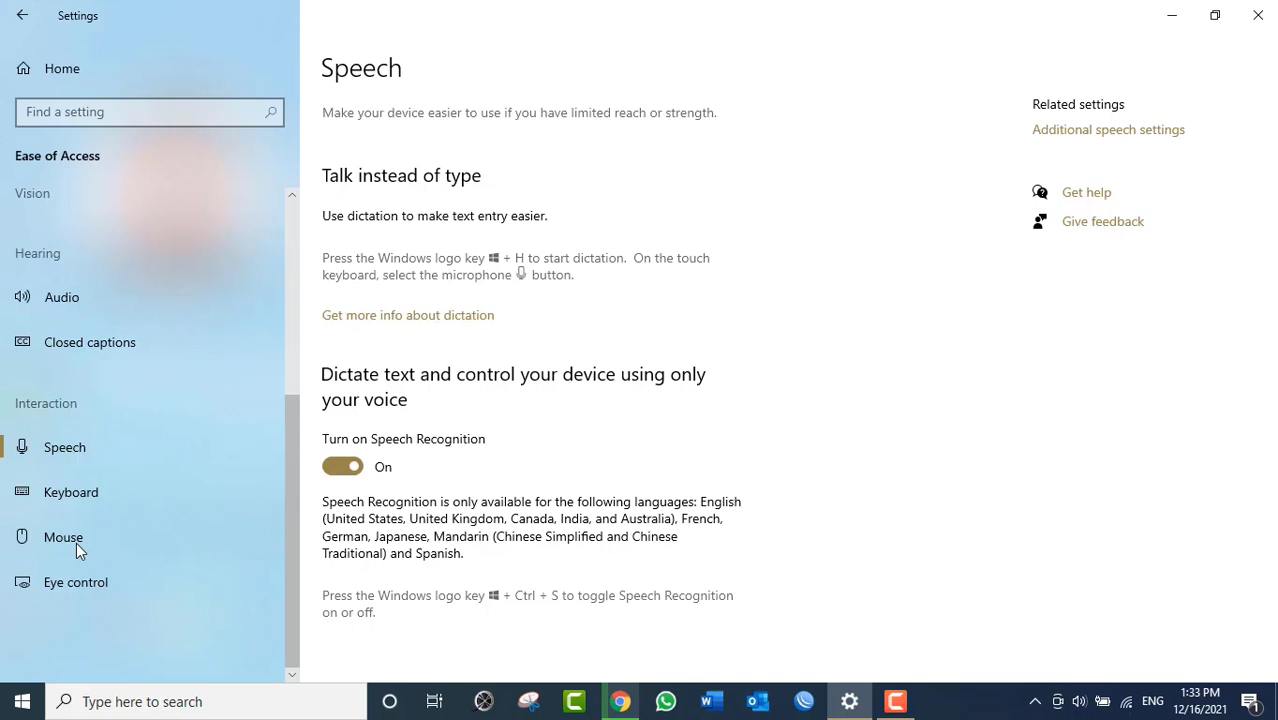 Settings
Home
Find a setting
Ease of Access
Vision
Hearing
Audio
Closed captions
Interaction
Speech
Keyboard
Mouse
Eye control
Speech
Make your device easier to use if you have limited reach or strength.
Talk instead of type
Use dictation to make text entry easier.
Press the Windows logo key + H to start dictation. On the touch
keyboard, select the microphone button.
Get more info about dictation
Dictate text and control your device using only
your voice
Turn on Speech Recognition
On
Speech Recognition is only available for the following languages: English
(United States, United Kingdom, Canada, India, and Australia), French,
German, Japanese, Mandarin (Chinese Simplified and Chinese
Traditional) and Spanish.
Press the Windows logo key + Ctrl + S to toggle Speech Recognition
on or off.
Related settings
Additional speech settings
Get help
Give feedback
Type here to search
ENG
1:33 PM
12/16/2021
1